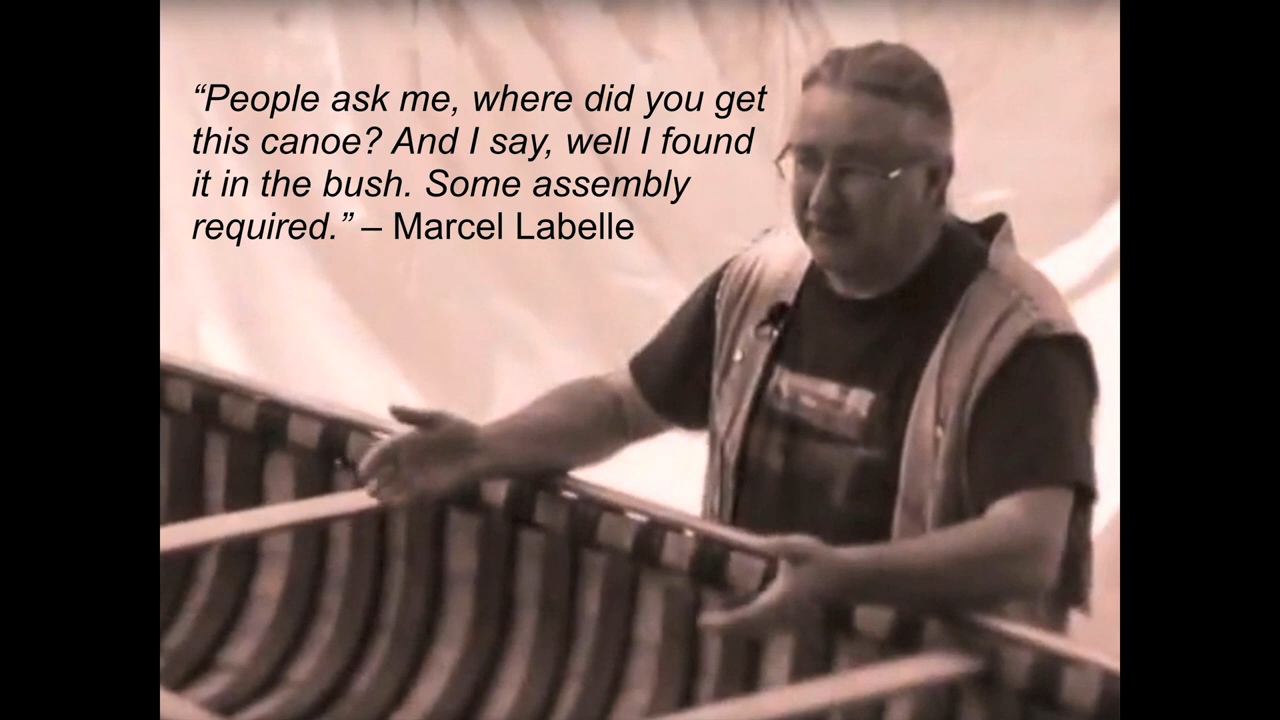 “People ask me, where did you get
this canoe? And I say, well I found
it in the bush. Some assembly
required.” – Marcel Labelle